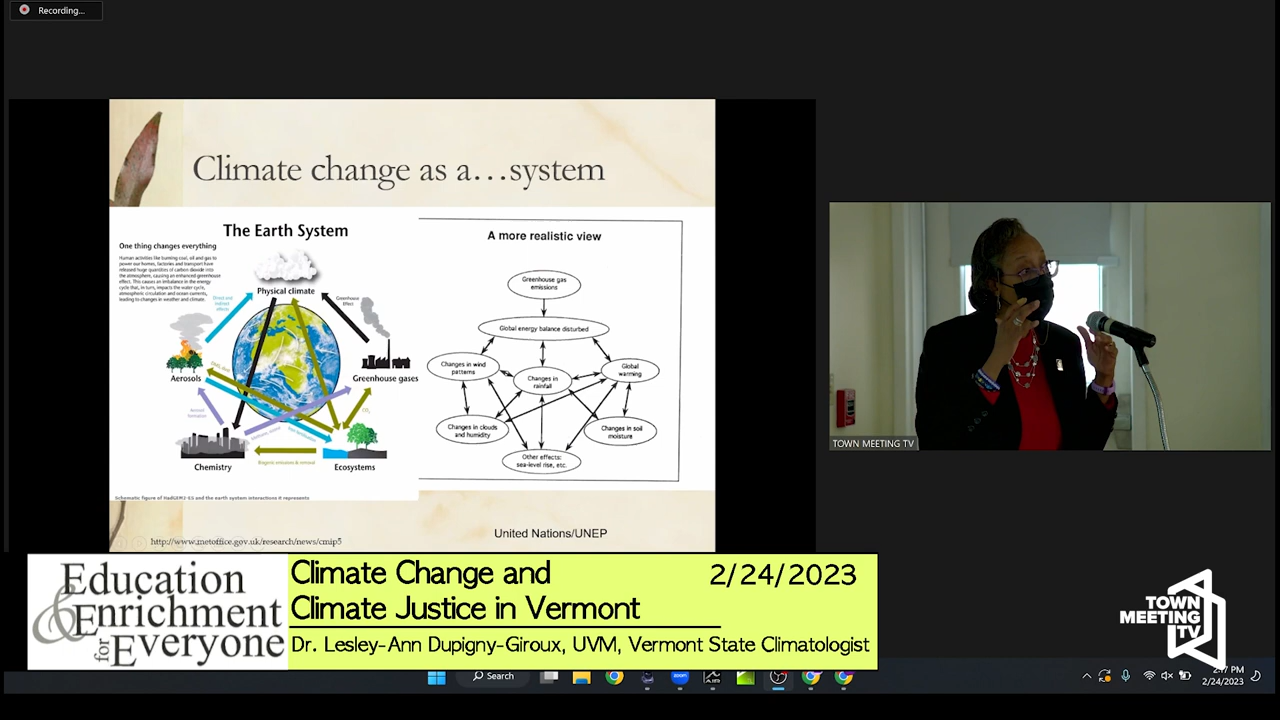 Recording...
Climate change as a…system
The Earth System
One thing changes everything
Human activities like burning coal, oil and gas to
power our homes, factories and transport have
released huge quantities of carbon dioxide into
the atmosphere, causing an enhanced greenhouse
effect. This causes an imbalance in the energy
cycle that, in turn, impacts the water cycle,
atmospheric circulation and ocean currents,
leading to changes in weather and climate.
Physical climate
Direct and
indirect
effects
Greenhouse
Effect
Aerosols
Greenhouse gases
CO₂
Chemistry
Ecosystems
Biogenic emissions & removal
Schematic figure of HadGEM2-ES and the earth system interactions it represents
http://www.metoffice.gov.uk/research/news/cmip5
A more realistic view
Greenhouse gas
emissions
Global energy balance disturbed
Changes in wind
patterns
Changes in
rainfall
Global
warming
Changes in clouds
and humidity
Changes in soil
moisture
Other effects:
sea-level rise, etc.
United Nations/UNEP
TOWN MEETING TV
Education
& Enrichment
for Everyone
Climate Change and
2/24/2023
Climate Justice in Vermont
Dr. Lesley-Ann Dupigny-Giroux, UVM, Vermont State Climatologist
TOWN
MEETING
TV
Search
zoom
PM
2/24/2023